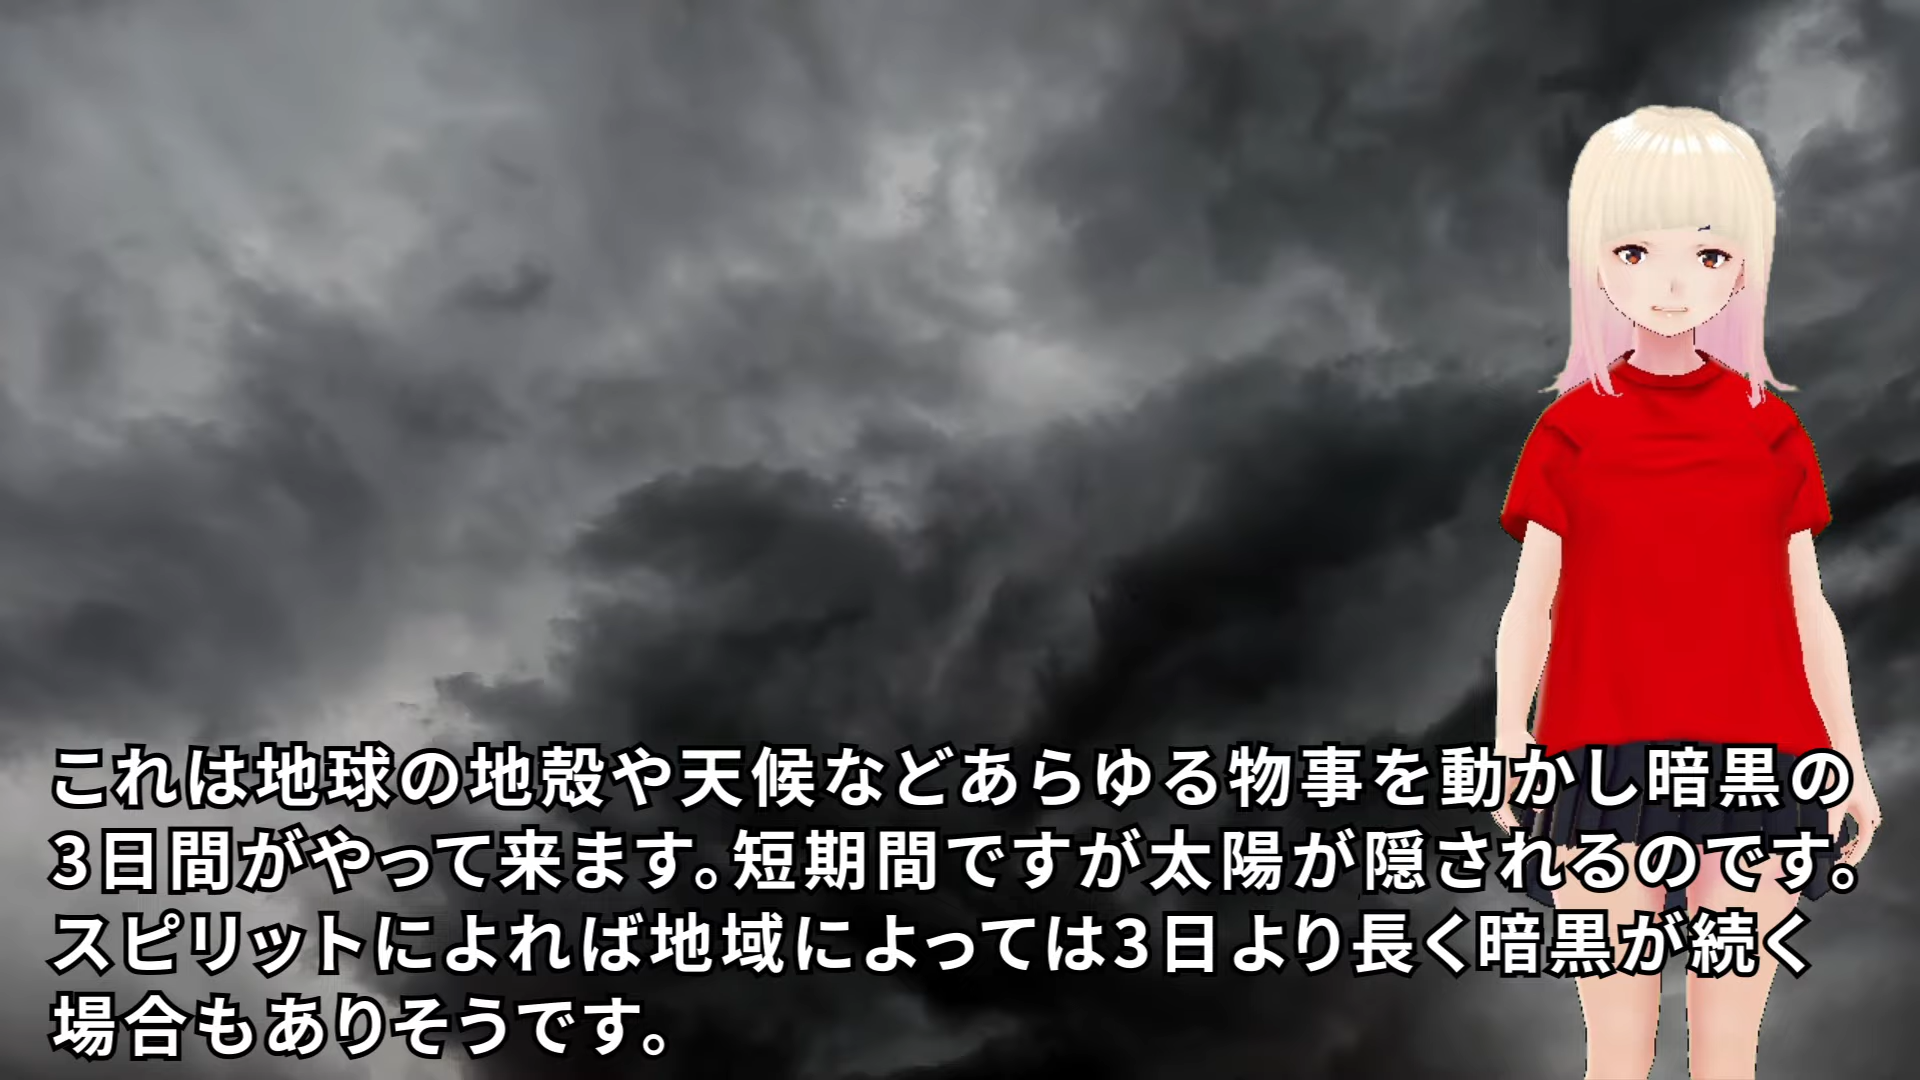 これは地球の地殻や天候などあらゆる物事を動かし暗黒の
3日間がやって来ます。短期間ですが太陽が隠されるのです。
スピリットによれば地域によっては3日より長く暗黒が続く
場合もありそうです。